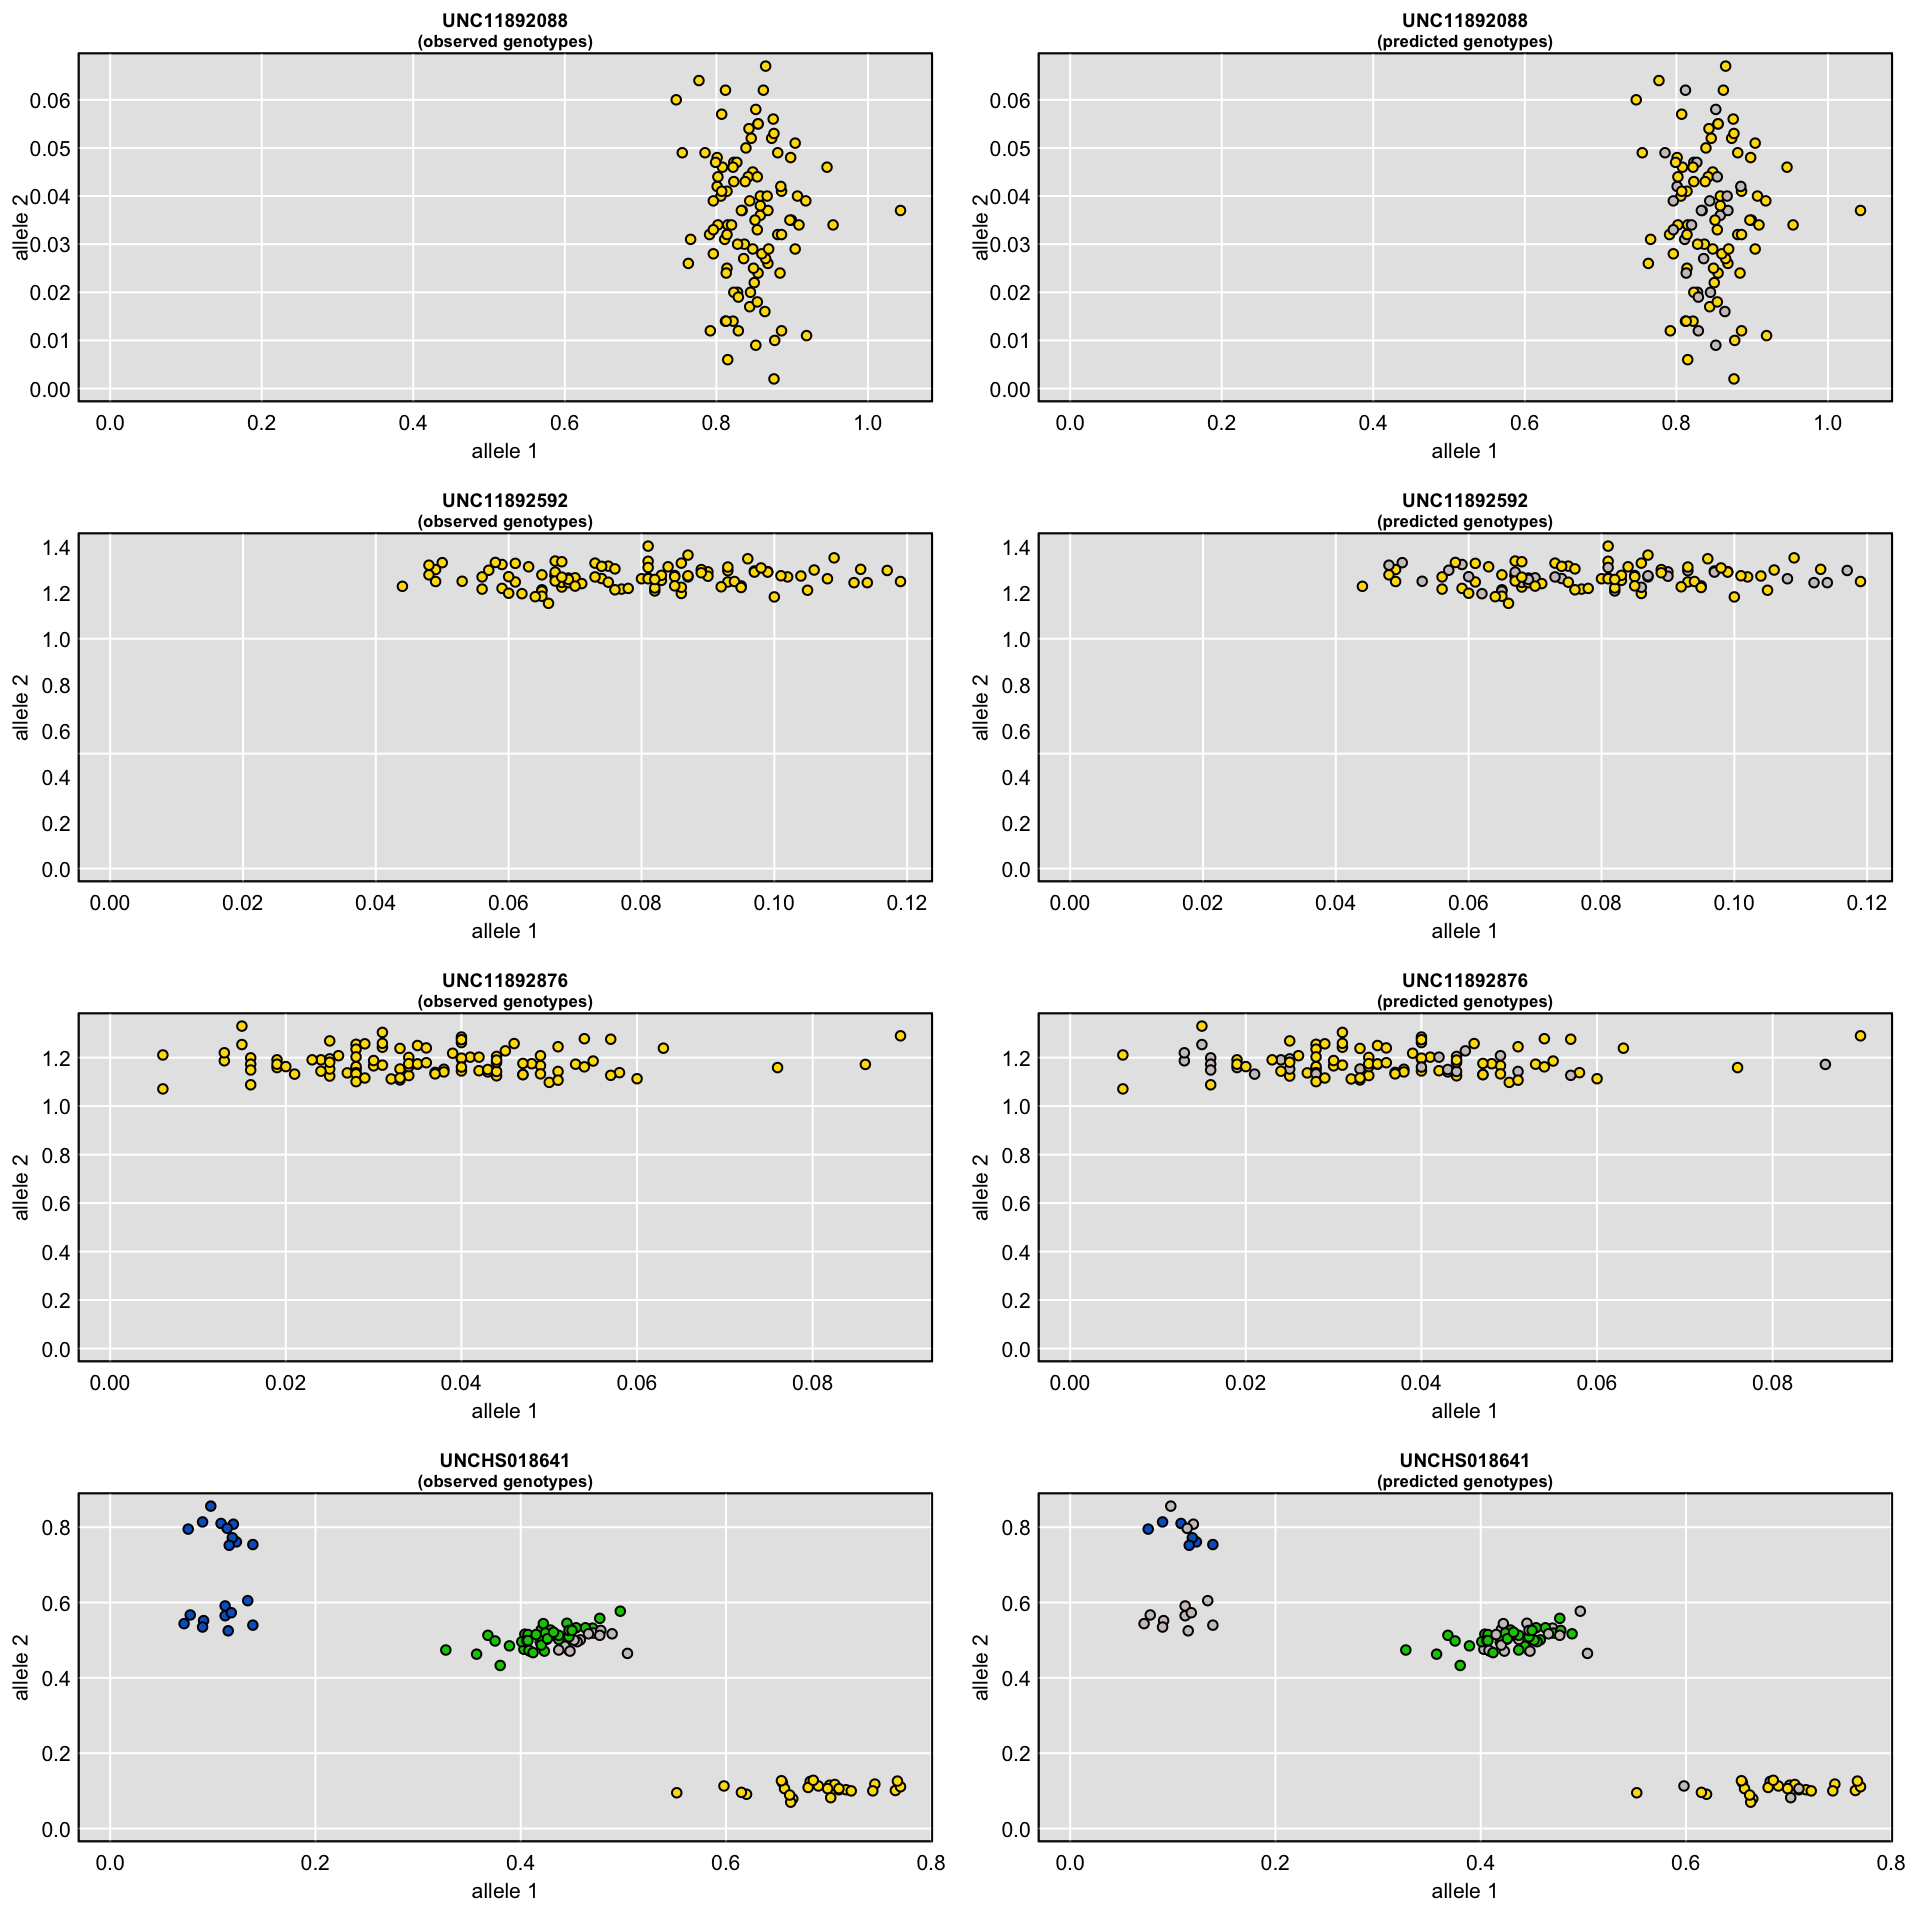 UNC11892088
(observed genotypes)
allele 2
0.06
0.05
0.04
0.03
0.02
0.01
0.00
0.0 0.2 0.4 0.6 0.8 1.0
allele 1
UNC11892088
(predicted genotypes)
allele 2
0.06
0.05
0.04
0.03
0.02
0.01
0.00
0.0 0.2 0.4 0.6 0.8 1.0
allele 1
UNC11892592
(observed genotypes)
allele 2
1.4
1.2
1.0
0.8
0.6
0.4
0.2
0.0
0.00 0.02 0.04 0.06 0.08 0.10 0.12
allele 1
UNC11892592
(predicted genotypes)
allele 2
1.4
1.2
1.0
0.8
0.6
0.4
0.2
0.0
0.00 0.02 0.04 0.06 0.08 0.10 0.12
allele 1
UNC11892876
(observed genotypes)
allele 2
1.2
1.0
0.8
0.6
0.4
0.2
0.0
0.00 0.02 0.04 0.06 0.08
allele 1
UNC11892876
(predicted genotypes)
allele 2
1.2
1.0
0.8
0.6
0.4
0.2
0.0
0.00 0.02 0.04 0.06 0.08
allele 1
UNCHS018641
(observed genotypes)
allele 2
0.8
0.6
0.4
0.2
0.0
0.0 0.2 0.4 0.6 0.8
allele 1
UNCHS018641
(predicted genotypes)
allele 2
0.8
0.6
0.4
0.2
0.0
0.0 0.2 0.4 0.6 0.8
allele 1